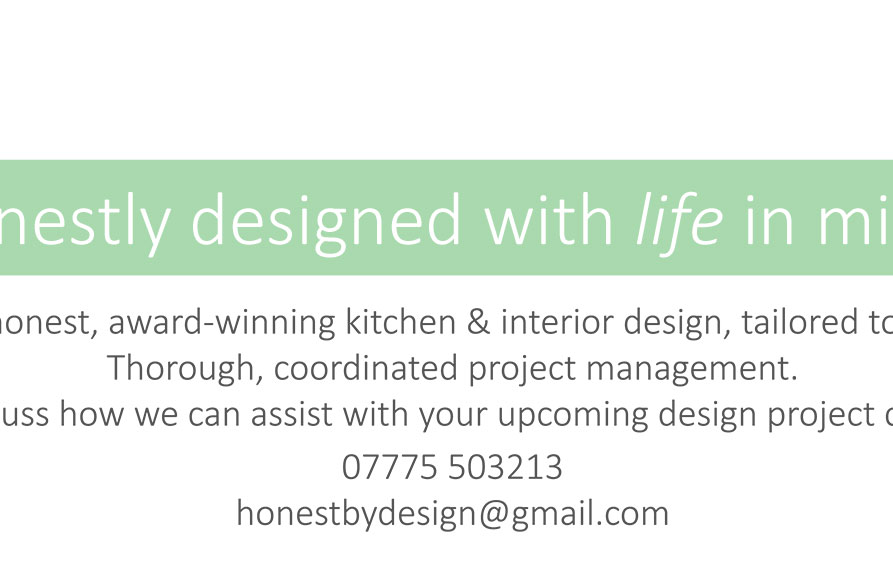 nestly designed with life in mi
onest, award-winning kitchen & interior design, tailored to
Thorough, coordinated project management.
uss how we can assist with your upcoming design project
07775 503213
honestbydesign@gmail.com